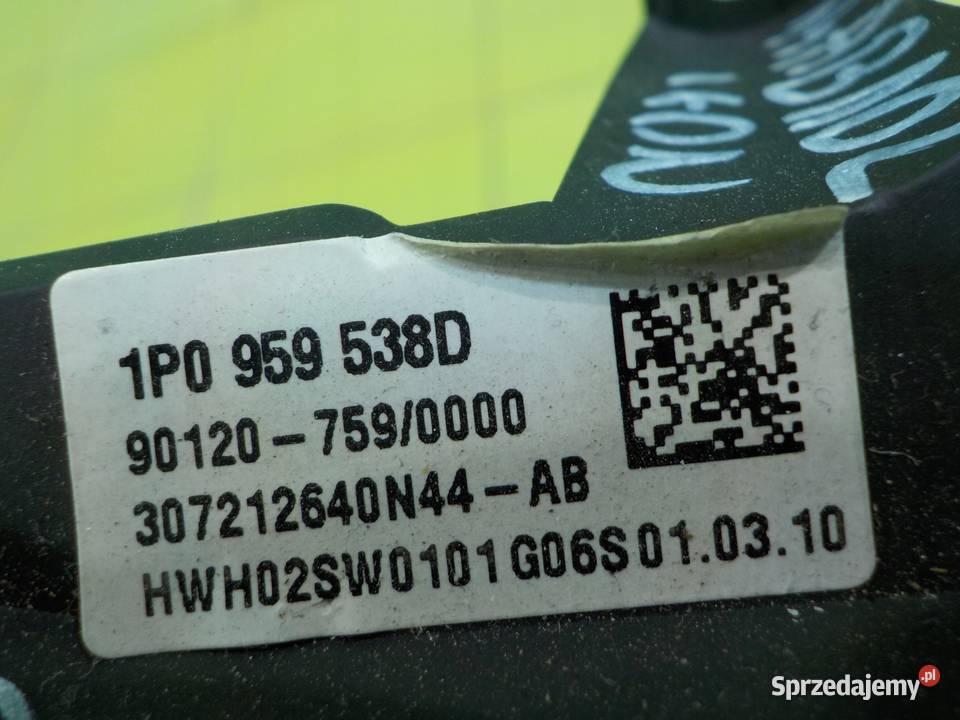 1P0 959 538D
90120-759/0000
307212640N44-AB
HWH02SW0101G06S01.03.10
Sprzedajemy.pl